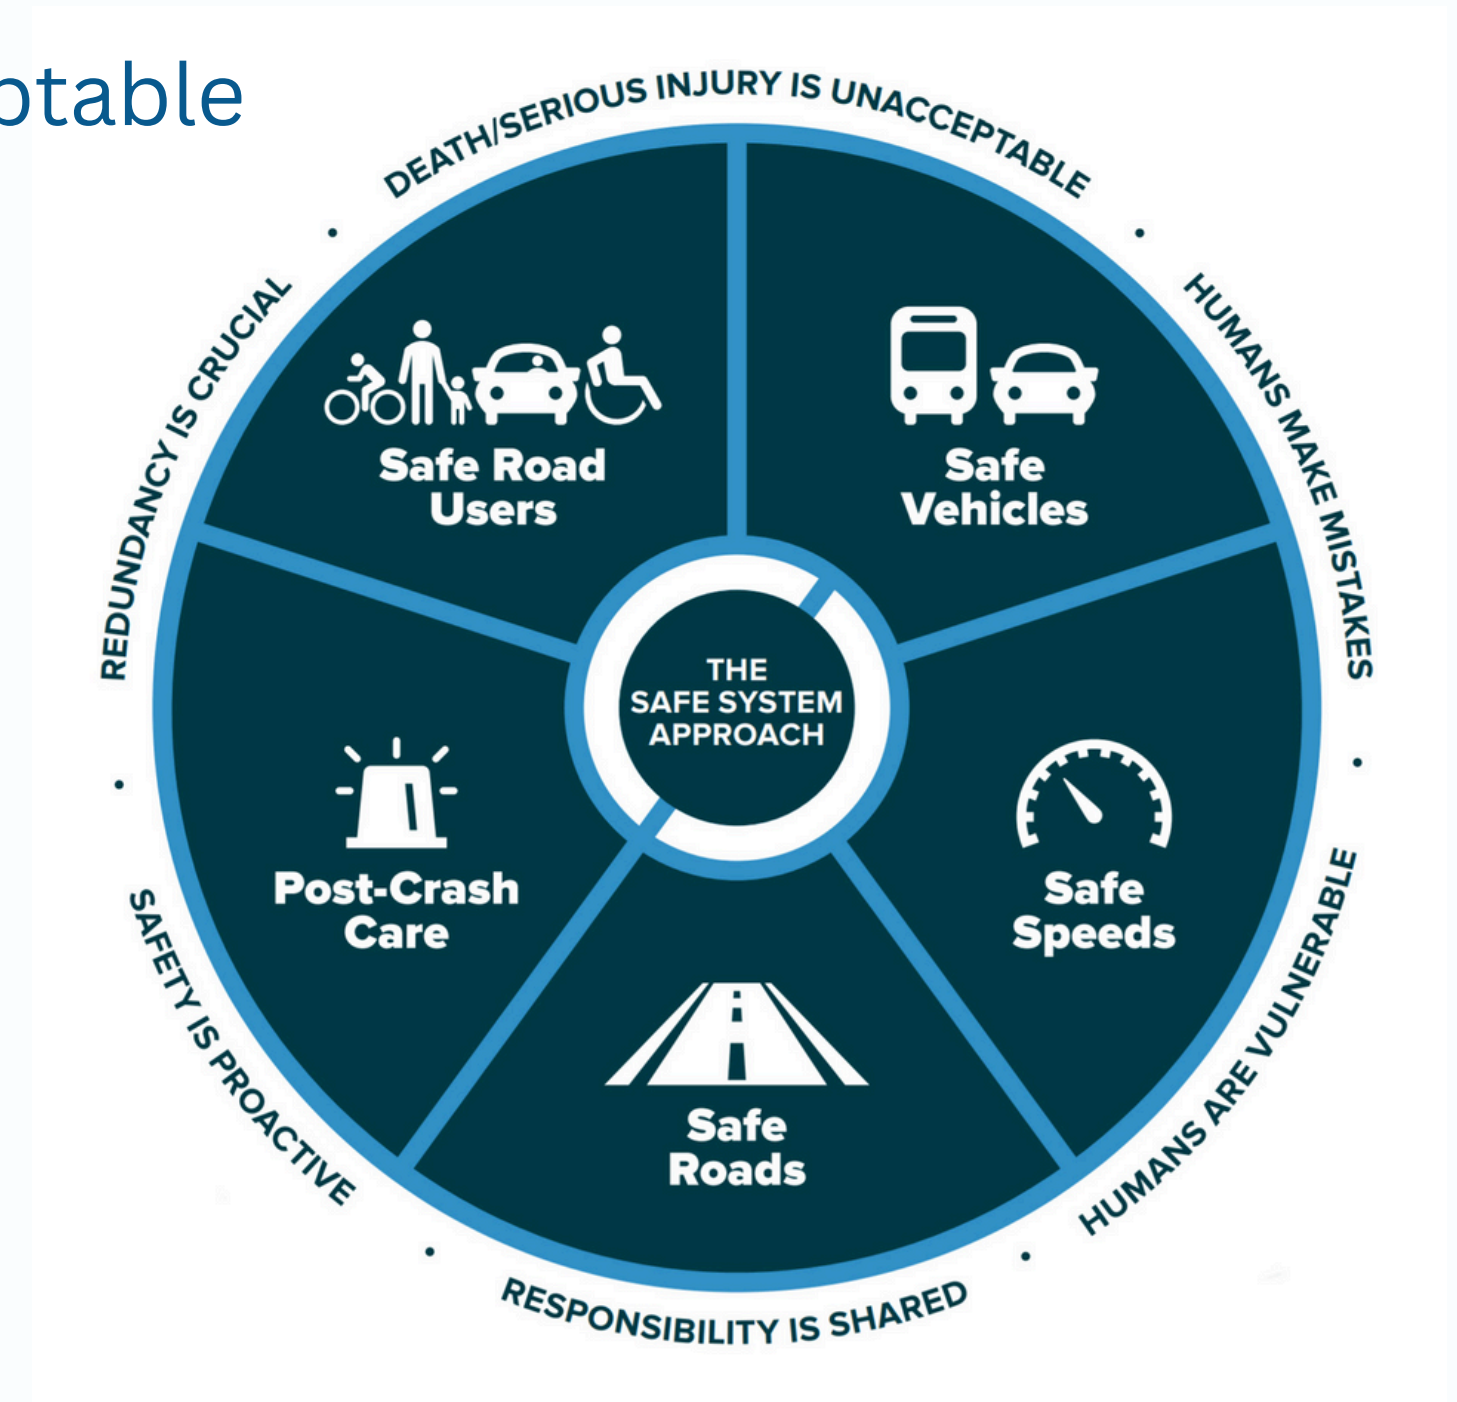 ptable
DEATH/SERIOUS INJURY IS UNACCEPTABLE
HUMANS MAKE MISTAKES
HUMANS ARE VULNERABLE
RESPONSIBILITY IS SHARED
SAFETY IS PROACTIVE
REDUNDANCY IS CRUCIAL
Safe Road
Users
Safe
Vehicles
THE
SAFE SYSTEM
APPROACH
Post-Crash
Care
Safe
Speeds
Safe
Roads